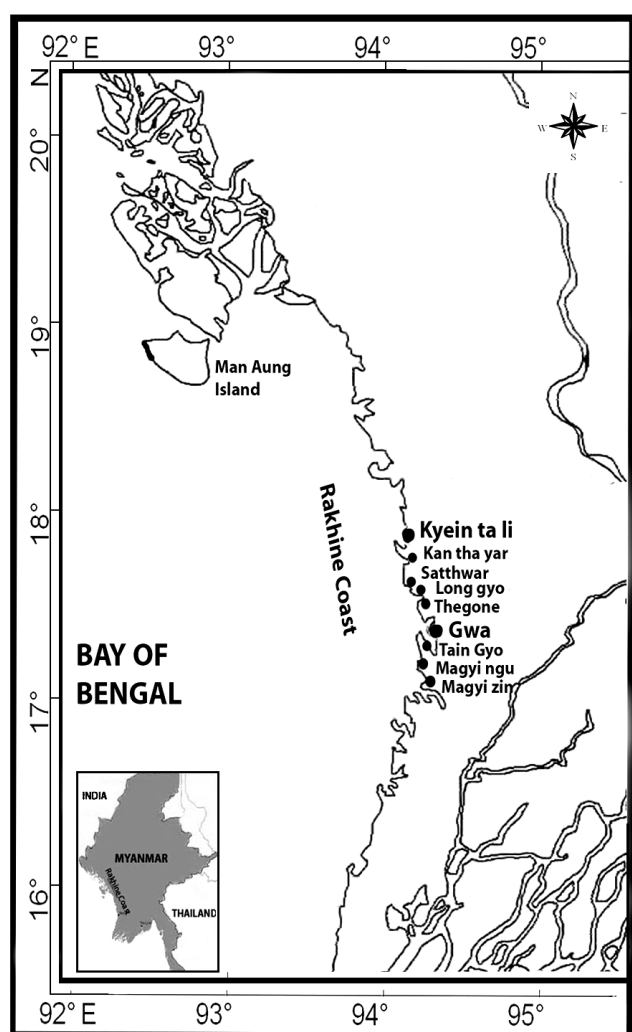 92° E 93° 94° 95°
N
20°
19°
18°
17°
16°
N
W E
S
Man Aung
Island
Rakhine Coast
Kyein ta li
Kan tha yar
Satthwar
Long gyo
Thegone
Gwa
Tain Gyo
Magyi ngu
Magyi zin
BAY OF
BENGAL
INDIA
MYANMAR
Rakhine Coast
THAILAND
92° E 93° 94° 95°